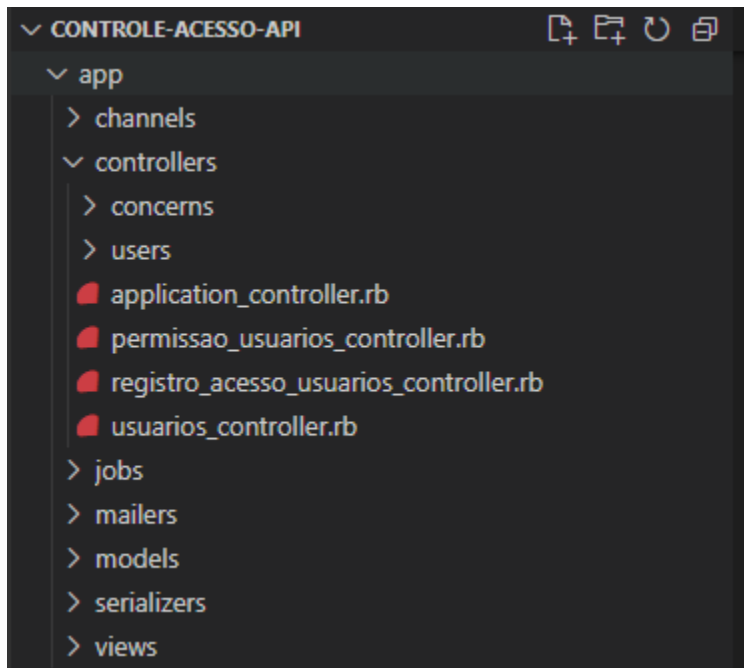 CONTROLE-ACESSO-API
app
channels
controllers
concerns
users
application_controller.rb
permissao_usuarios_controller.rb
registro_acesso_usuarios_controller.rb
usuarios_controller.rb
jobs
mailers
models
serializers
views